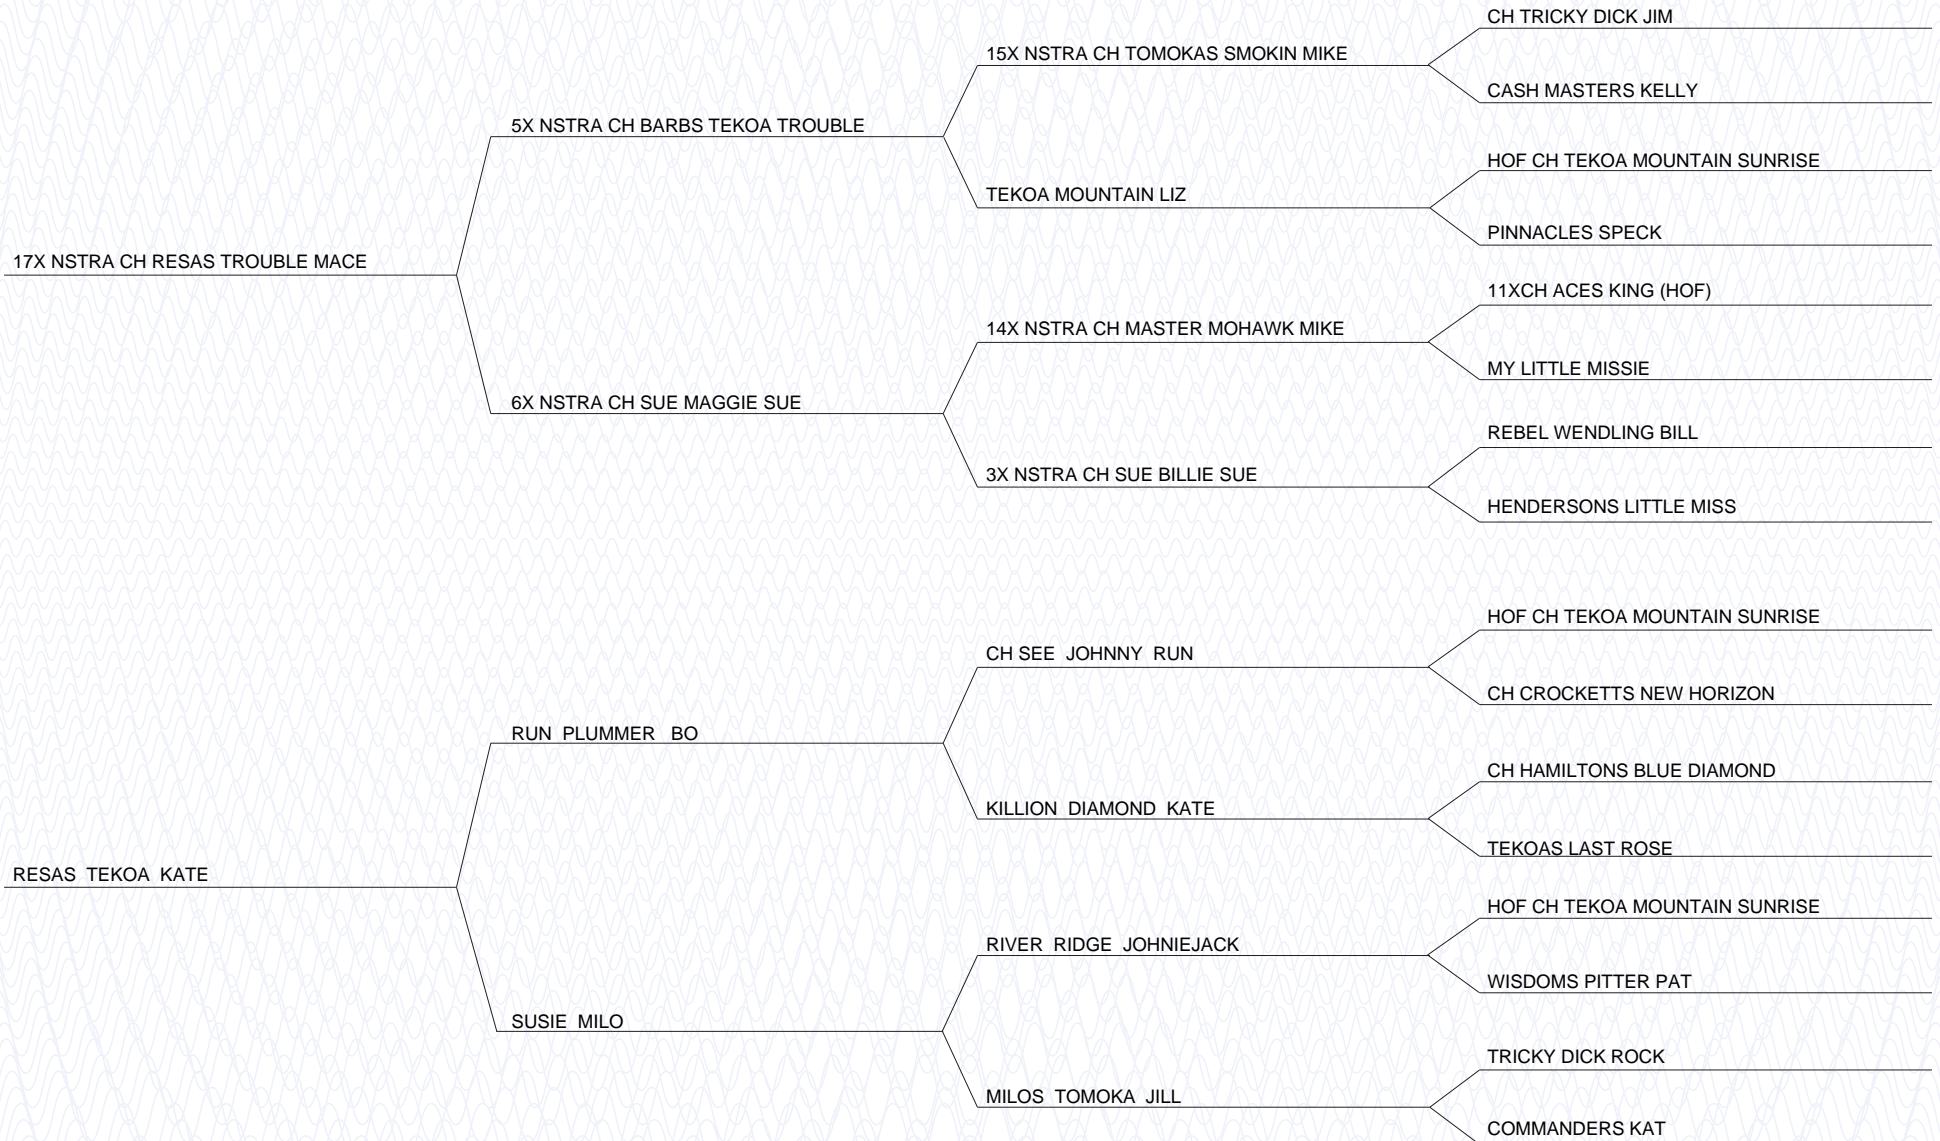 CH TRICKY DICK JIM
15X NSTRA CH TOMOKAS SMOKIN MIKE
CASH MASTERS KELLY
5X NSTRA CH BARBS TEKOA TROUBLE
HOF CH TEKOA MOUNTAIN SUNRISE
TEKOA MOUNTAIN LIZ
PINNACLES SPECK
17X NSTRA CH RESAS TROUBLE MACE
11XCH ACES KING (HOF)
14X NSTRA CH MASTER MOHAWK MIKE
MY LITTLE MISSIE
6X NSTRA CH SUE MAGGIE SUE
REBEL WENDLING BILL
3X NSTRA CH SUE BILLIE SUE
HENDERSONS LITTLE MISS
HOF CH TEKOA MOUNTAIN SUNRISE
CH SEE JOHNNY RUN
CH CROCKETTS NEW HORIZON
RUN PLUMMER BO
CH HAMILTONS BLUE DIAMOND
KILLION DIAMOND KATE
TEKOAS LAST ROSE
RESAS TEKOA KATE
HOF CH TEKOA MOUNTAIN SUNRISE
RIVER RIDGE JOHNIEJACK
WISDOMS PITTER PAT
SUSIE MILO
TRICKY DICK ROCK
MILOS TOMOKA JILL
COMMANDERS KAT